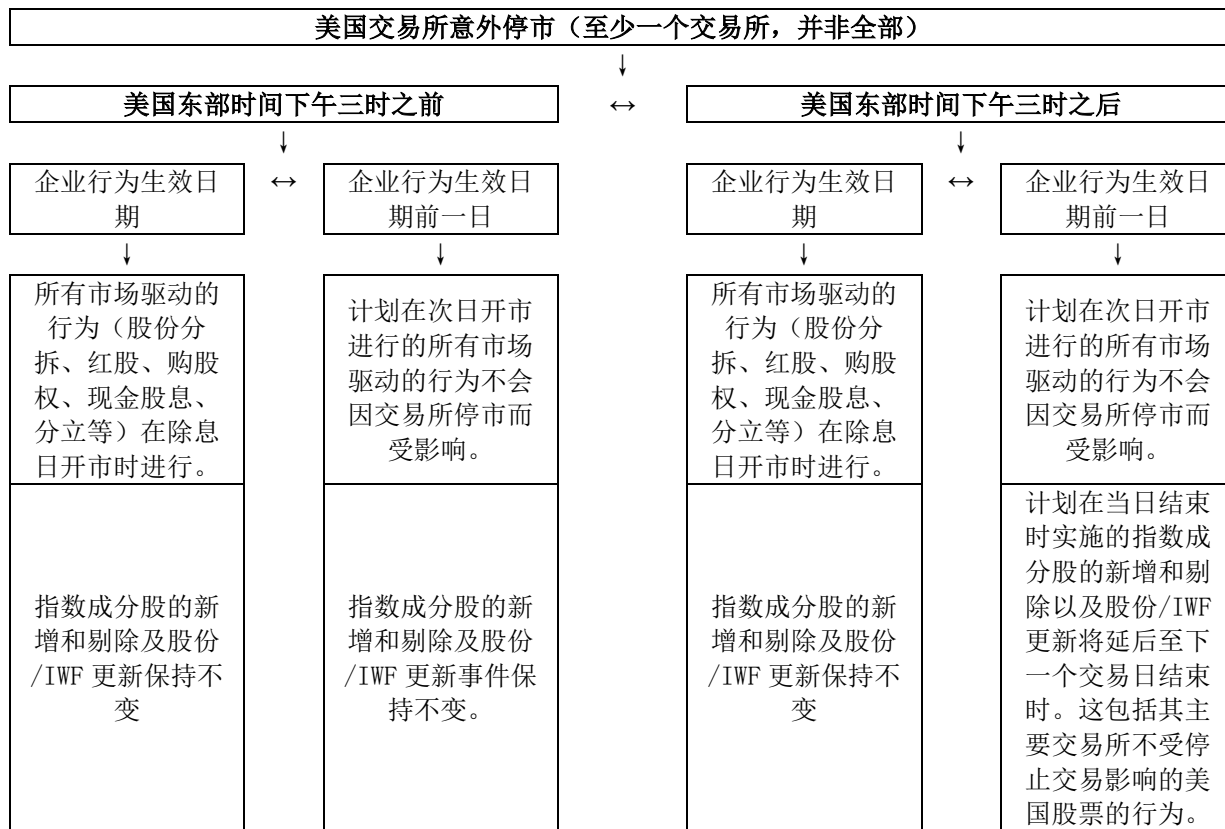 美国交易所意外停市（至少一个交易所，并非全部）
↓
美国东部时间下午三时之前
↔
美国东部时间下午三时之后
↓
↓
企业行为生效日
期
↔
企业行为生效日
期前一日
企业行为生效日
期
↔
企业行为生效日
期前一日
↓
↓
↓
↓
所有市场驱动的
行为（股份分
拆、红股、购股
权、现金股息、
分立等）在除息
日开市时进行。
计划在次日开市
进行的所有市场
驱动的行为不会
因交易所停市而
受影响。
所有市场驱动的
行为（股份分
拆、红股、购股
权、现金股息、
分立等）在除息
日开市时进行。
计划在次日开市
进行的所有市场
驱动的行为不会
因交易所停市而
受影响。
指数成分股的新
增和剔除及股份
/IWF 更新保持不
变
指数成分股的新
增和剔除及股份
/IWF 更新事件保
持不变。
指数成分股的新
增和剔除及股份
/IWF 更新保持不
变
计划在当日结束
时实施的指数成
分股的新增和剔
除以及股份/IWF
更新将延后至下
一个交易日结束
时。这包括其主
要交易所不受停
止交易影响的美
国股票的行为。